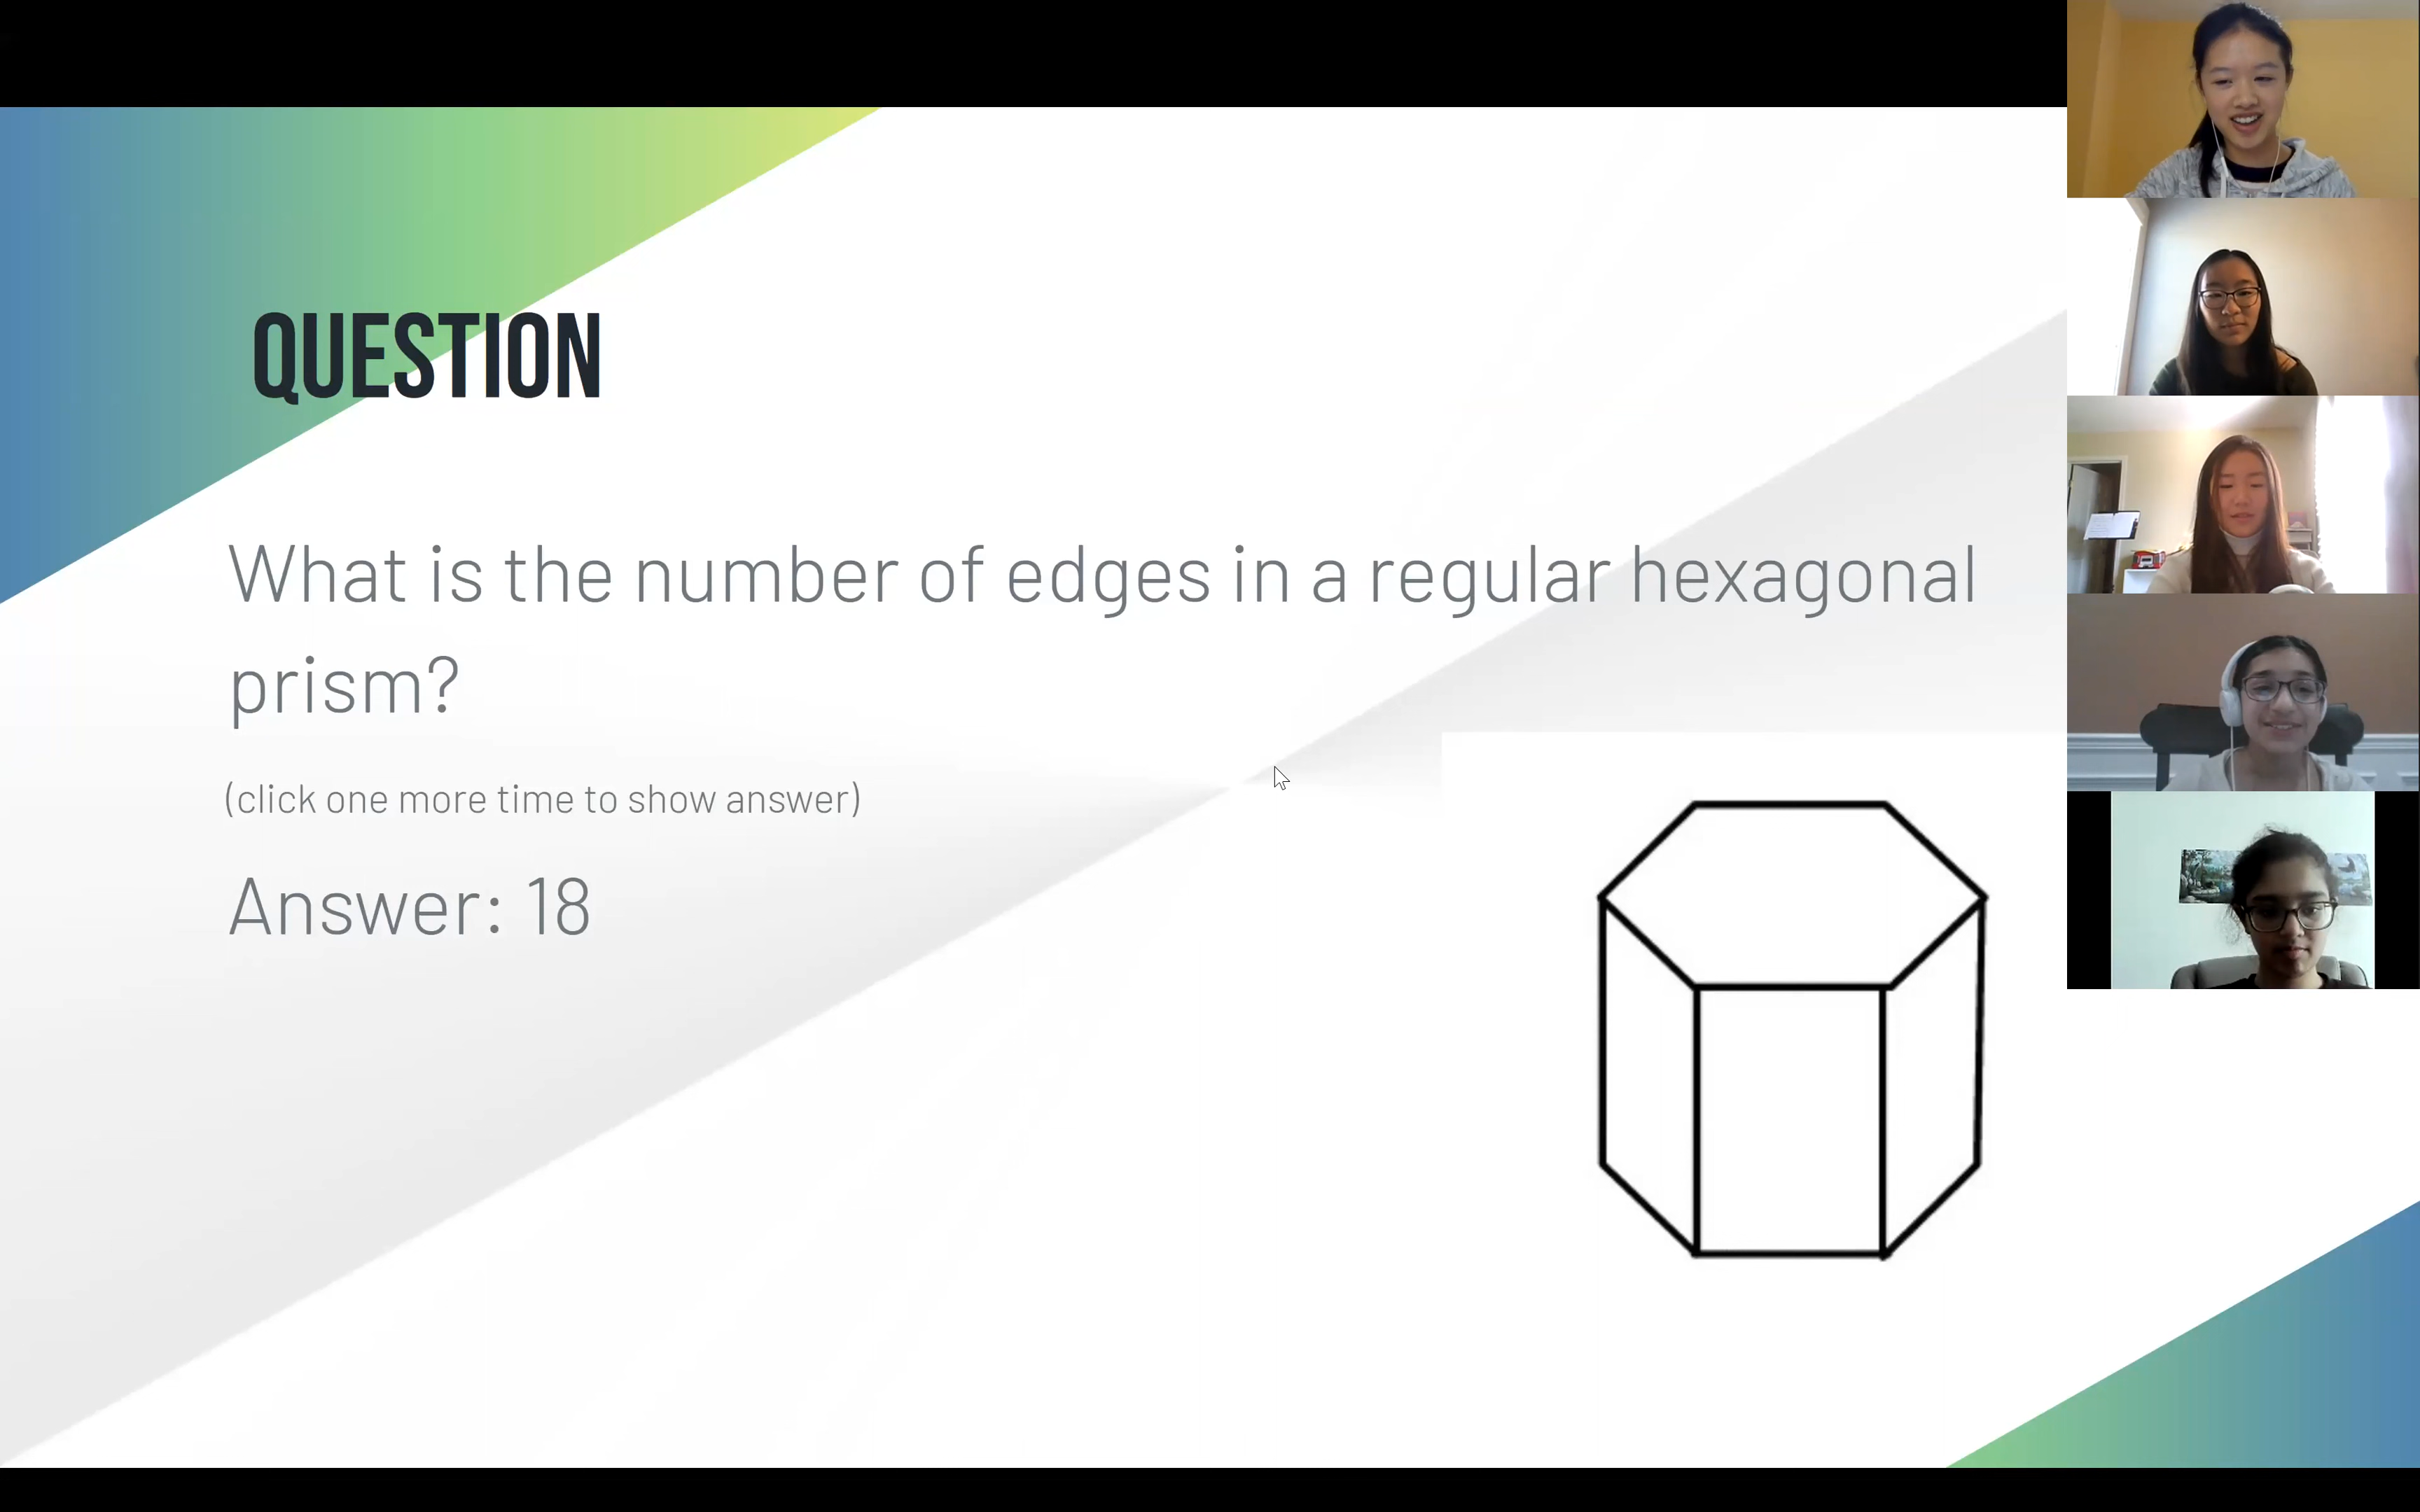 QUESTION
What is the number of edges in a regular hexagonal
prism?
(click one more time to show answer)
Answer: 18